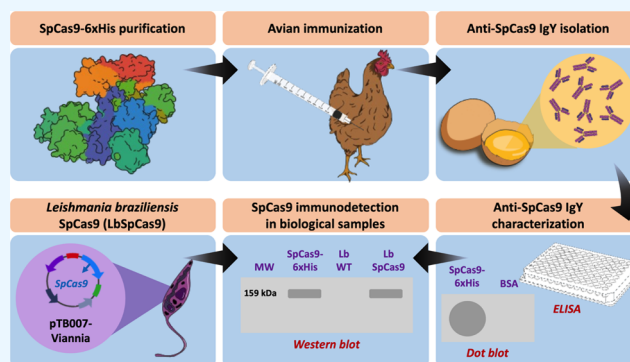 SpCas9-6xHis purification
Avian immunization
Anti-SpCas9 IgY isolation
Leishmania braziliensis
SpCas9 (LbSpCas9)
SpCas9
pTB007-
Viannia
SpCas9 immunodetection
in biological samples
MW
SpCas9-
6xHis
Lb
WT
Lb
SpCas9
159 kDa
Western blot
Anti-SpCas9 IgY
characterization
SpCas9-
6xHis
BSA
ELISA
Dot blot